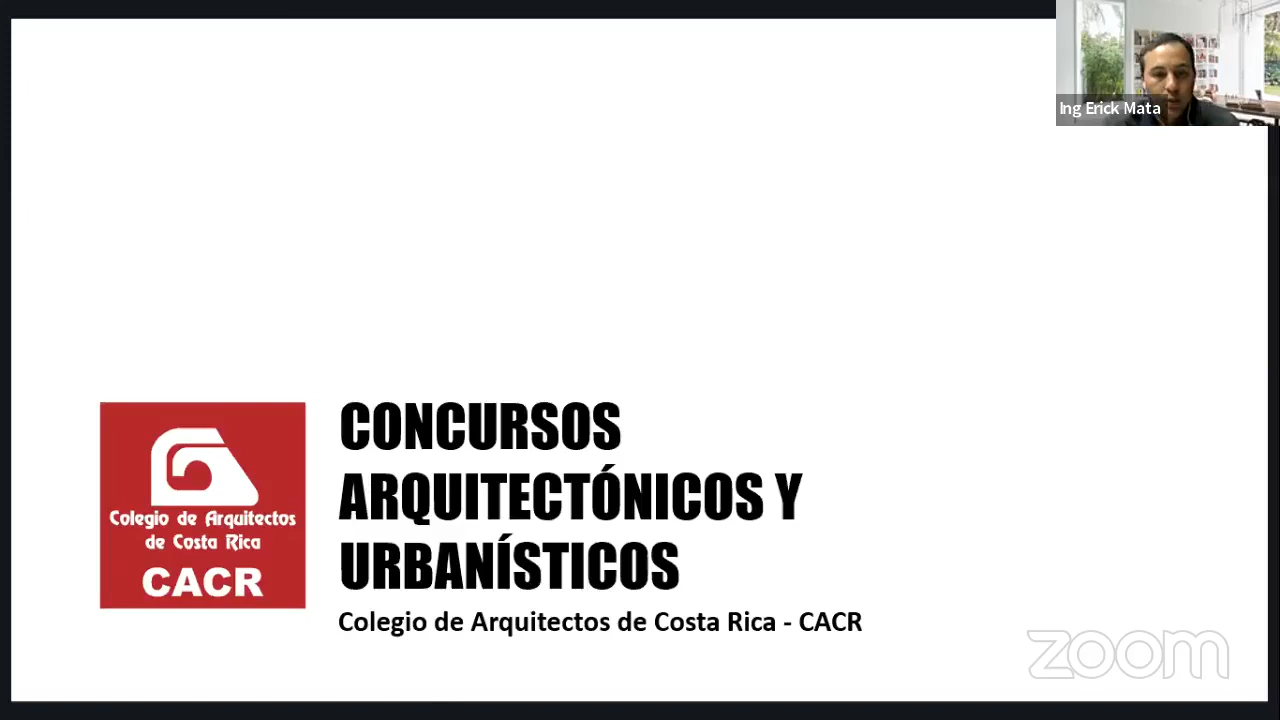 Ing Erick Mata
Colegio de Arquitectos
de Costa Rica
CACR
CONCURSOS
ARQUITECTÓNICOS Y
URBANÍSTICOS
Colegio de Arquitectos de Costa Rica - CACR
zoom